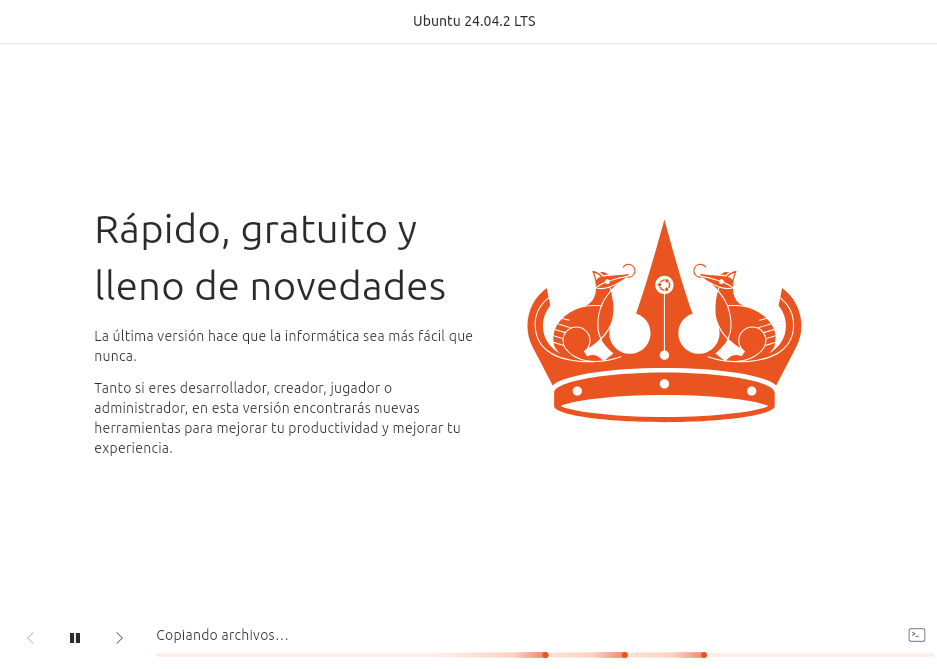 Ubuntu 24.04.2 LTS
Rápido, gratuito y
lleno de novedades
La última versión hace que la informática sea más fácil que
nunca.
Tanto si eres desarrollador, creador, jugador o
administrador, en esta versión encontrarás nuevas
herramientas para mejorar tu productividad y mejorar tu
experiencia.
Copiando archivos…